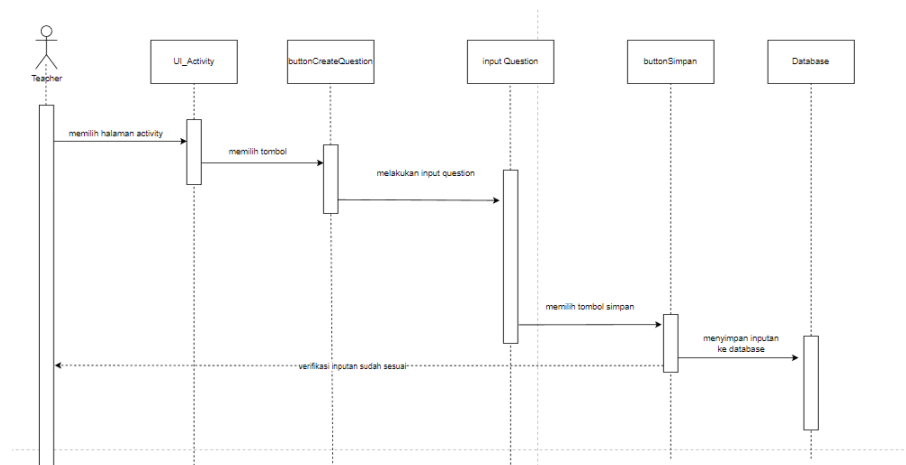 Teacher
UI_Activity
buttonCreateQuestion
input Question
buttonSimpan
Database
memilih halaman activity
memilih tombol
melakukan input question
memilih tombol simpan
menyimpan inputan
ke database
verifikasi inputan sudah sesuai